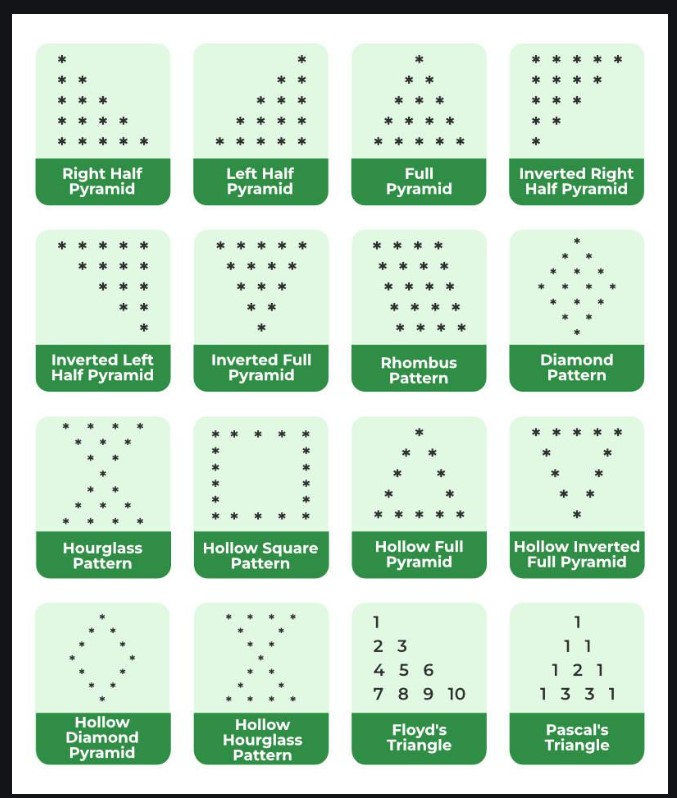 *
* *
* * *
* * * *
* * * * *
Right Half
Pyramid
*
* *
* * *
* * * *
* * * * *
Left Half
Pyramid
*
* *
* * *
* * * *
* * * * *
Full
Pyramid
* * * * *
* * * *
* * *
* *
*
Inverted Right
Half Pyramid
* * * * *
* * * *
* * *
* *
*
Inverted Left
Half Pyramid
* * * * *
* * * *
* * *
* *
*
Inverted Full
Pyramid
* * * *
* * * *
* * * *
* * * *
* * * *
Rhombus
Pattern
*
* *
* * *
* * * *
* * *
* *
*
Diamond
Pattern
* * * *
* * *
* *
*
* *
* * *
* * * *
Hourglass
Pattern
* * * * *
* *
* *
* *
* *
* * * * *
Hollow Square
Pattern
*
* *
* *
* *
* * * * *
Hollow Full
Pyramid
* * * * *
* *
* *
* *
*
Hollow Inverted
Full Pyramid
*
* *
* *
* *
* *
* *
*
Hollow
Diamond
Pyramid
* * * *
* *
* *
*
* *
* *
* * * *
Hollow
Hourglass
Pattern
1
2 3
4 5 6
7 8 9 10
Floyd's
Triangle
1
1 1
1 2 1
1 3 3 1
Pascal's
Triangle